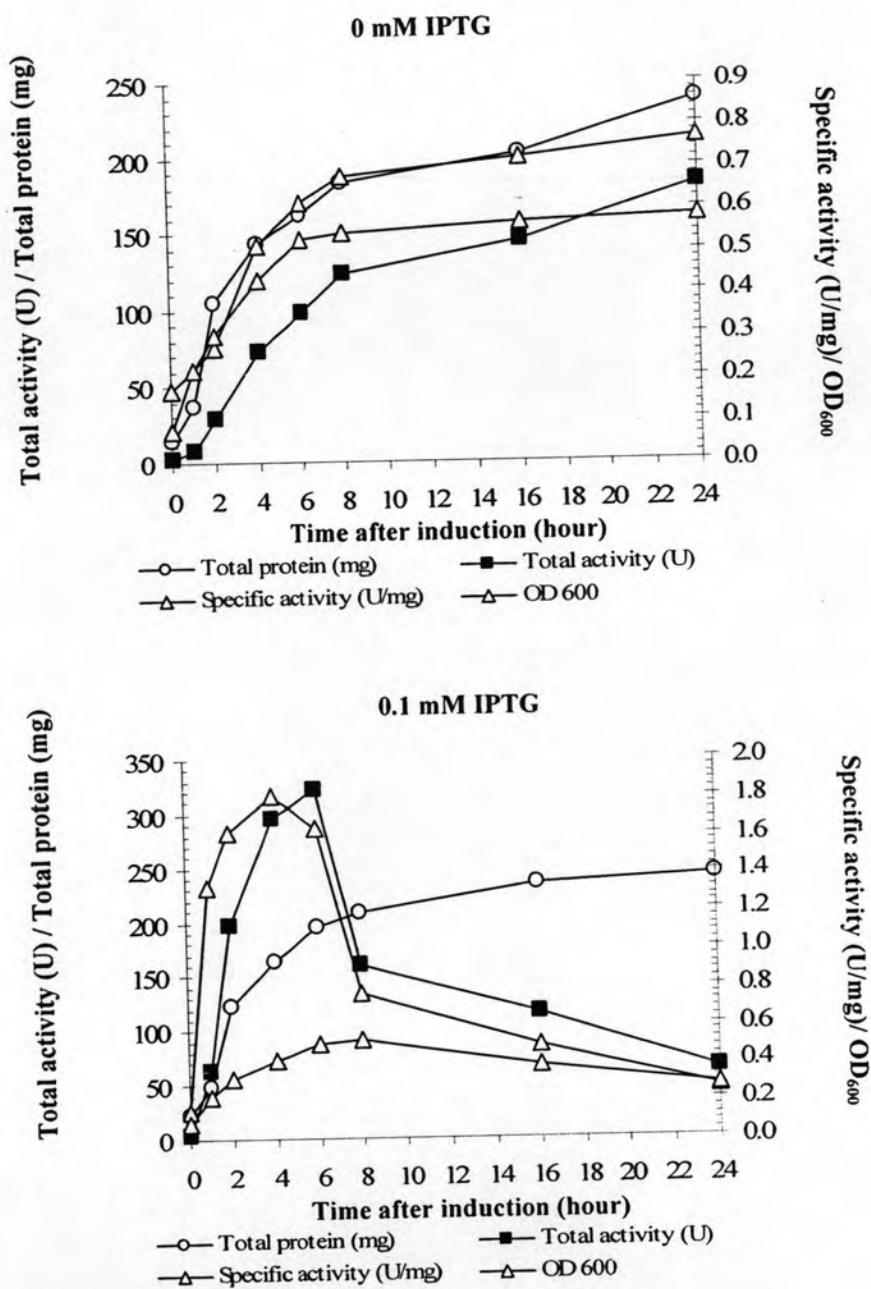 0 mM IPTG
Total activity (U) / Total protein (mg)
250
200
150
100
50
0
0.9
0.8
0.7
0.6
0.5
0.4
0.3
0.2
0.1
0.0
Specific activity (U/mg)/ OD600
0 2 4 6 8 10 12 14 16 18 20 22 24
Time after induction (hour)
Total protein (mg) Total activity (U)
Specific activity (U/mg) OD 600
0.1 mM IPTG
Total activity (U) / Total protein (mg)
350
300
250
200
150
100
50
0
2.0
1.8
1.6
1.4
1.2
1.0
0.8
0.6
0.4
0.2
0.0
Specific activity (U/mg)/ OD600
0 2 4 6 8 10 12 14 16 18 20 22 24
Time after induction (hour)
Total protein (mg) Total activity (U)
Specific activity (U/mg) OD 600